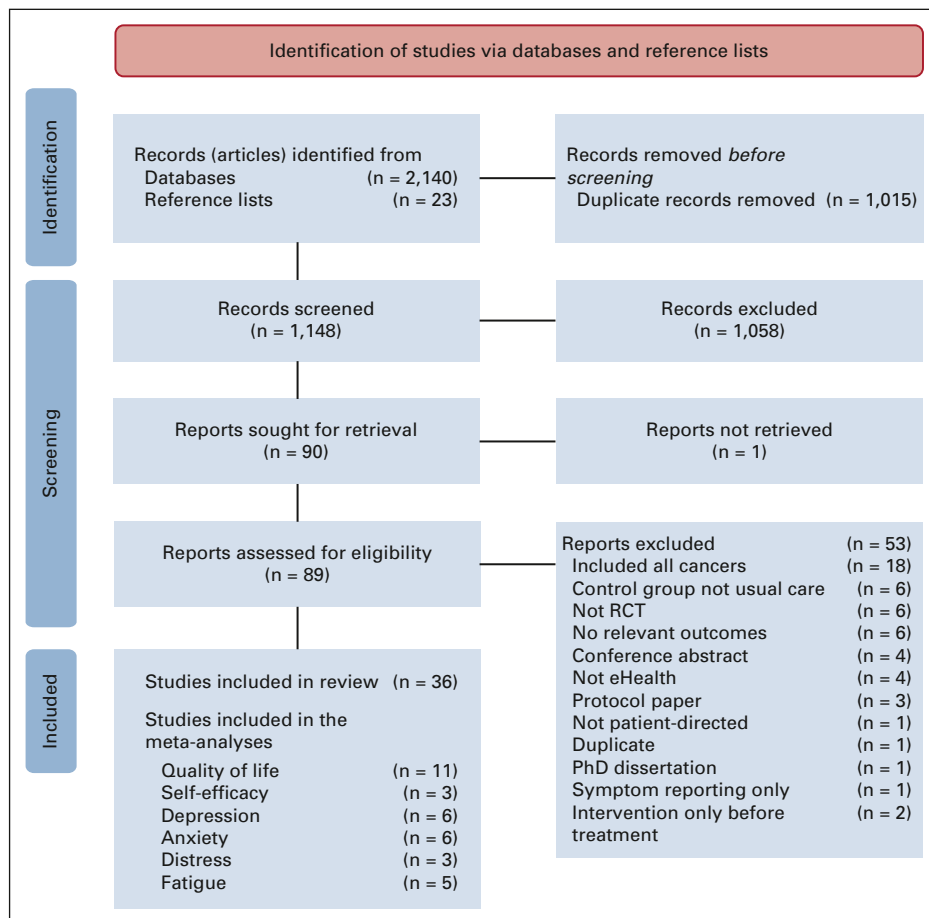 Identification of studies via databases and reference lists
Identification
Records (articles) identified from
Databases (n = 2,140)
Reference lists (n = 23)
Records removed before
screening
Duplicate records removed (n = 1,015)
Screening
Records screened
(n = 1,148)
Records excluded
(n = 1,058)
Reports sought for retrieval
(n = 90)
Reports not retrieved
(n = 1)
Reports assessed for eligibility
(n = 89)
Reports excluded (n = 53)
Included all cancers (n = 18)
Control group not usual care (n = 6)
Not RCT (n = 6)
No relevant outcomes (n = 6)
Conference abstract (n = 4)
Not eHealth (n = 4)
Protocol paper (n = 3)
Not patient-directed (n = 1)
Duplicate (n = 1)
PhD dissertation (n = 1)
Symptom reporting only (n = 1)
Intervention only before (n = 2)
treatment
Included
Studies included in review (n = 36)
Studies included in the
meta-analyses
Quality of life (n = 11)
Self-efficacy (n = 3)
Depression (n = 6)
Anxiety (n = 6)
Distress (n = 3)
Fatigue (n = 5)